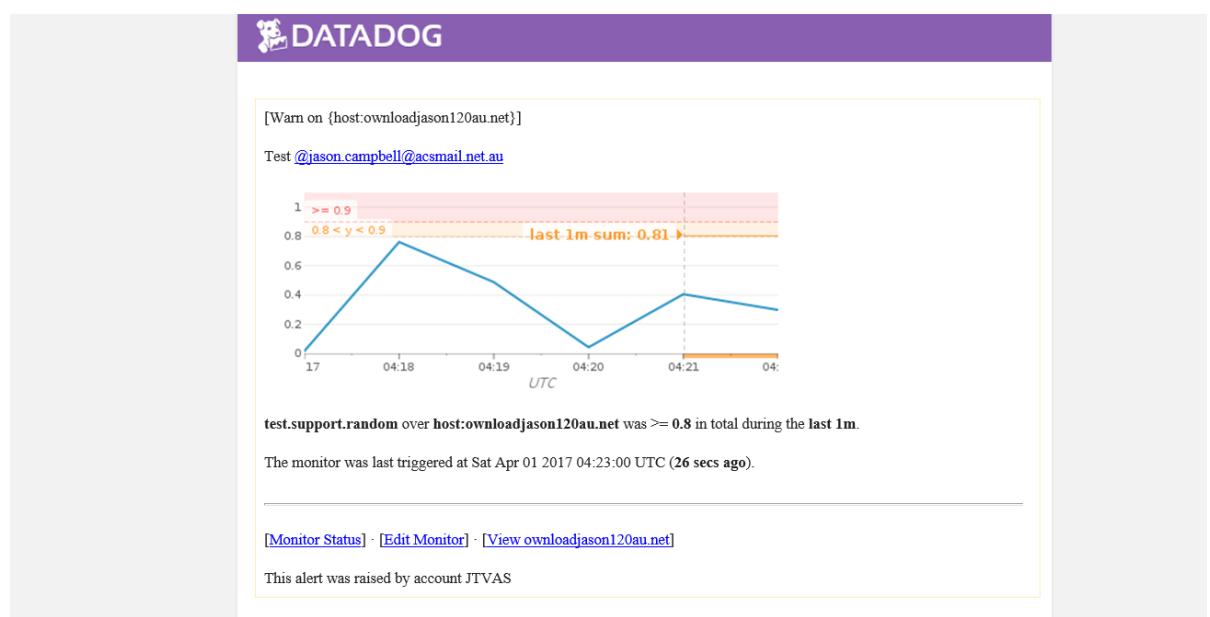 DATADOG
[Warn on {host:ownloadjason120au.net}]
Test @jason.campbell@acsmail.net.au
1
>= 0.9
0.8 < y < 0.9
0.8
last 1m sum: 0.81
0.6
0.4
0.2
0
17 04:18 04:19 04:20 04:21 04:
UTC
test.support.random over host:ownloadjason120au.net was >= 0.8 in total during the last 1m.
The monitor was last triggered at Sat Apr 01 2017 04:23:00 UTC (26 secs ago).
[Monitor Status] · [Edit Monitor] · [View ownloadjason120au.net]
This alert was raised by account JTVAS